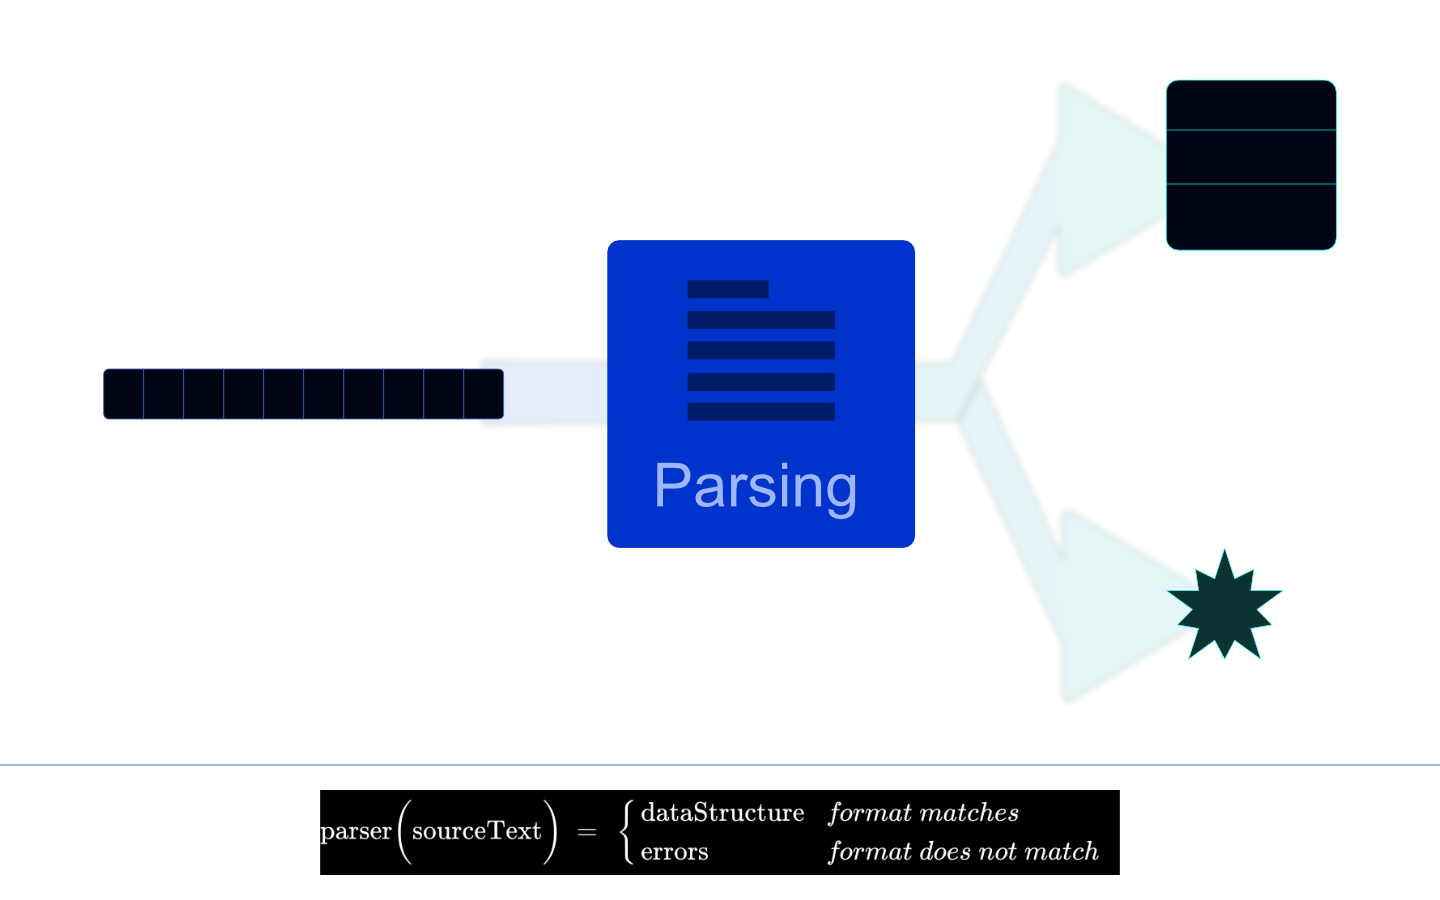 Parsing
parser(sourceText) = { dataStructure format matches
errors format does not match